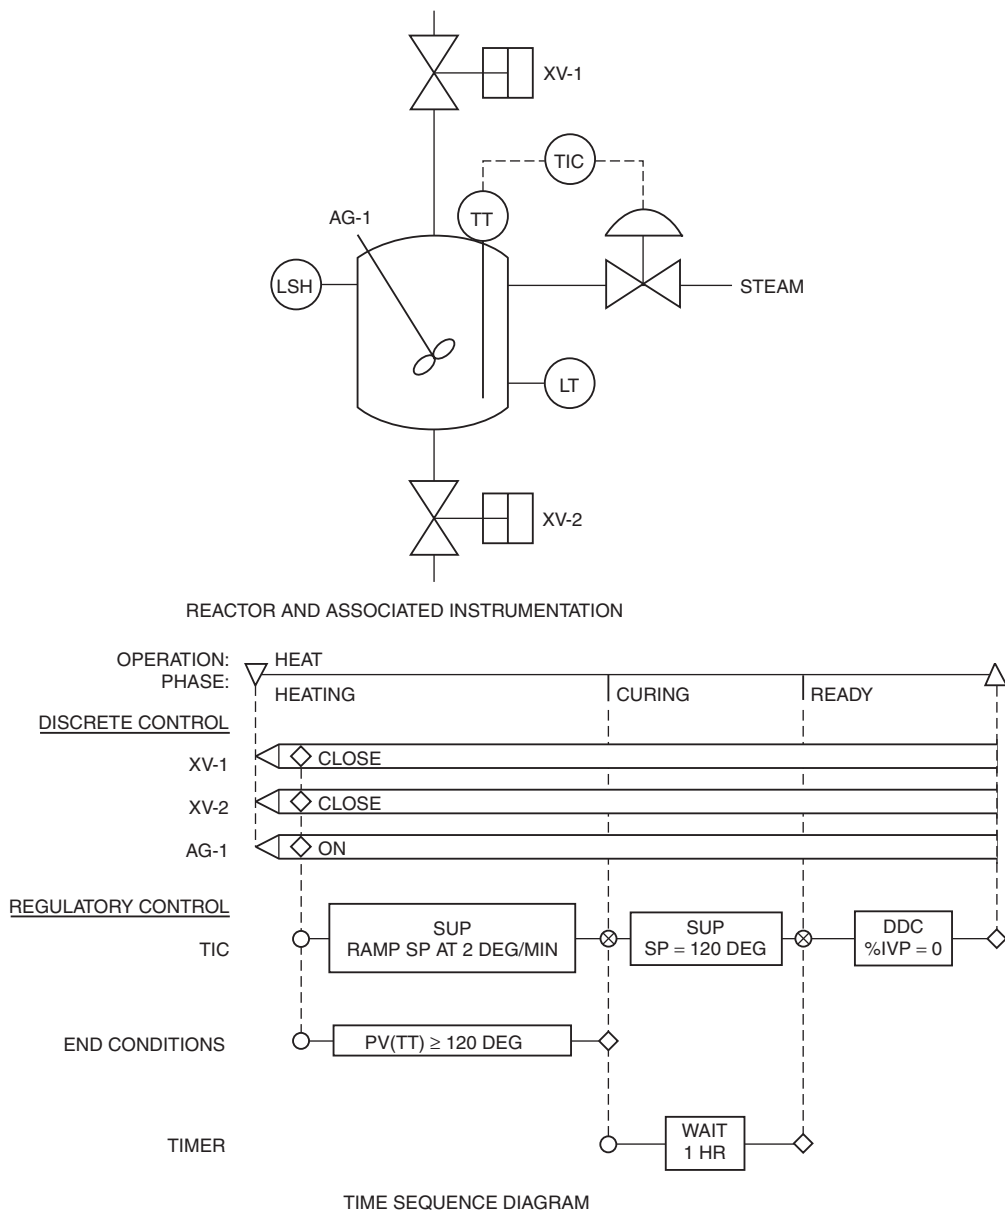 XV-1
TIC
TT
AG-1
LSH
STEAM
LT
XV-2
REACTOR AND ASSOCIATED INSTRUMENTATION
OPERATION: HEAT
PHASE: HEATING CURING READY
DISCRETE CONTROL
XV-1 CLOSE
XV-2 CLOSE
AG-1 ON
REGULATORY CONTROL
TIC
SUP
RAMP SP AT 2 DEG/MIN
SUP
SP = 120 DEG
DDC
%IVP = 0
END CONDITIONS PV(TT) ≥ 120 DEG
TIMER
WAIT
1 HR
TIME SEQUENCE DIAGRAM